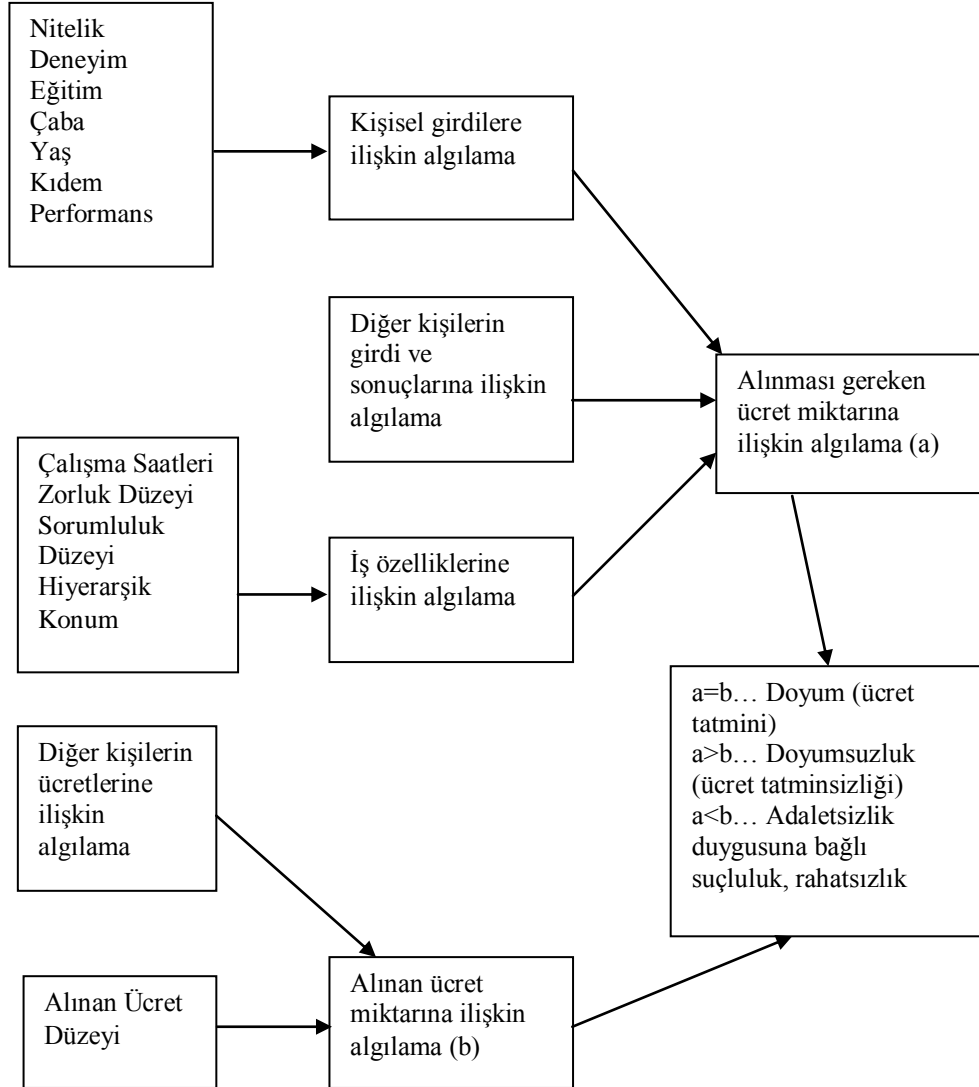 Nitelik
Deneyim
Eğitim
Çaba
Yaş
Kıdem
Performans
Kişisel girdilere
ilişkin algılama
Diğer kişilerin
girdi ve
sonuçlarına ilişkin
algılama
Alınması gereken
ücret miktarına
ilişkin algılama (a)
Çalışma Saatleri
Zorluk Düzeyi
Sorumluluk
Düzeyi
Hiyerarşik
Konum
İş özelliklerine
ilişkin algılama
a=b… Doyum (ücret
tatmini)
a>b… Doyumsuzluk
(ücret tatminsizliği)
a<b… Adaletsizlik
duygusuna bağlı
suçluluk, rahatsızlık
Diğer kişilerin
ücretlerine
ilişkin
algılama
Alınan Ücret
Düzeyi
Alınan ücret
miktarına ilişkin
algılama (b)